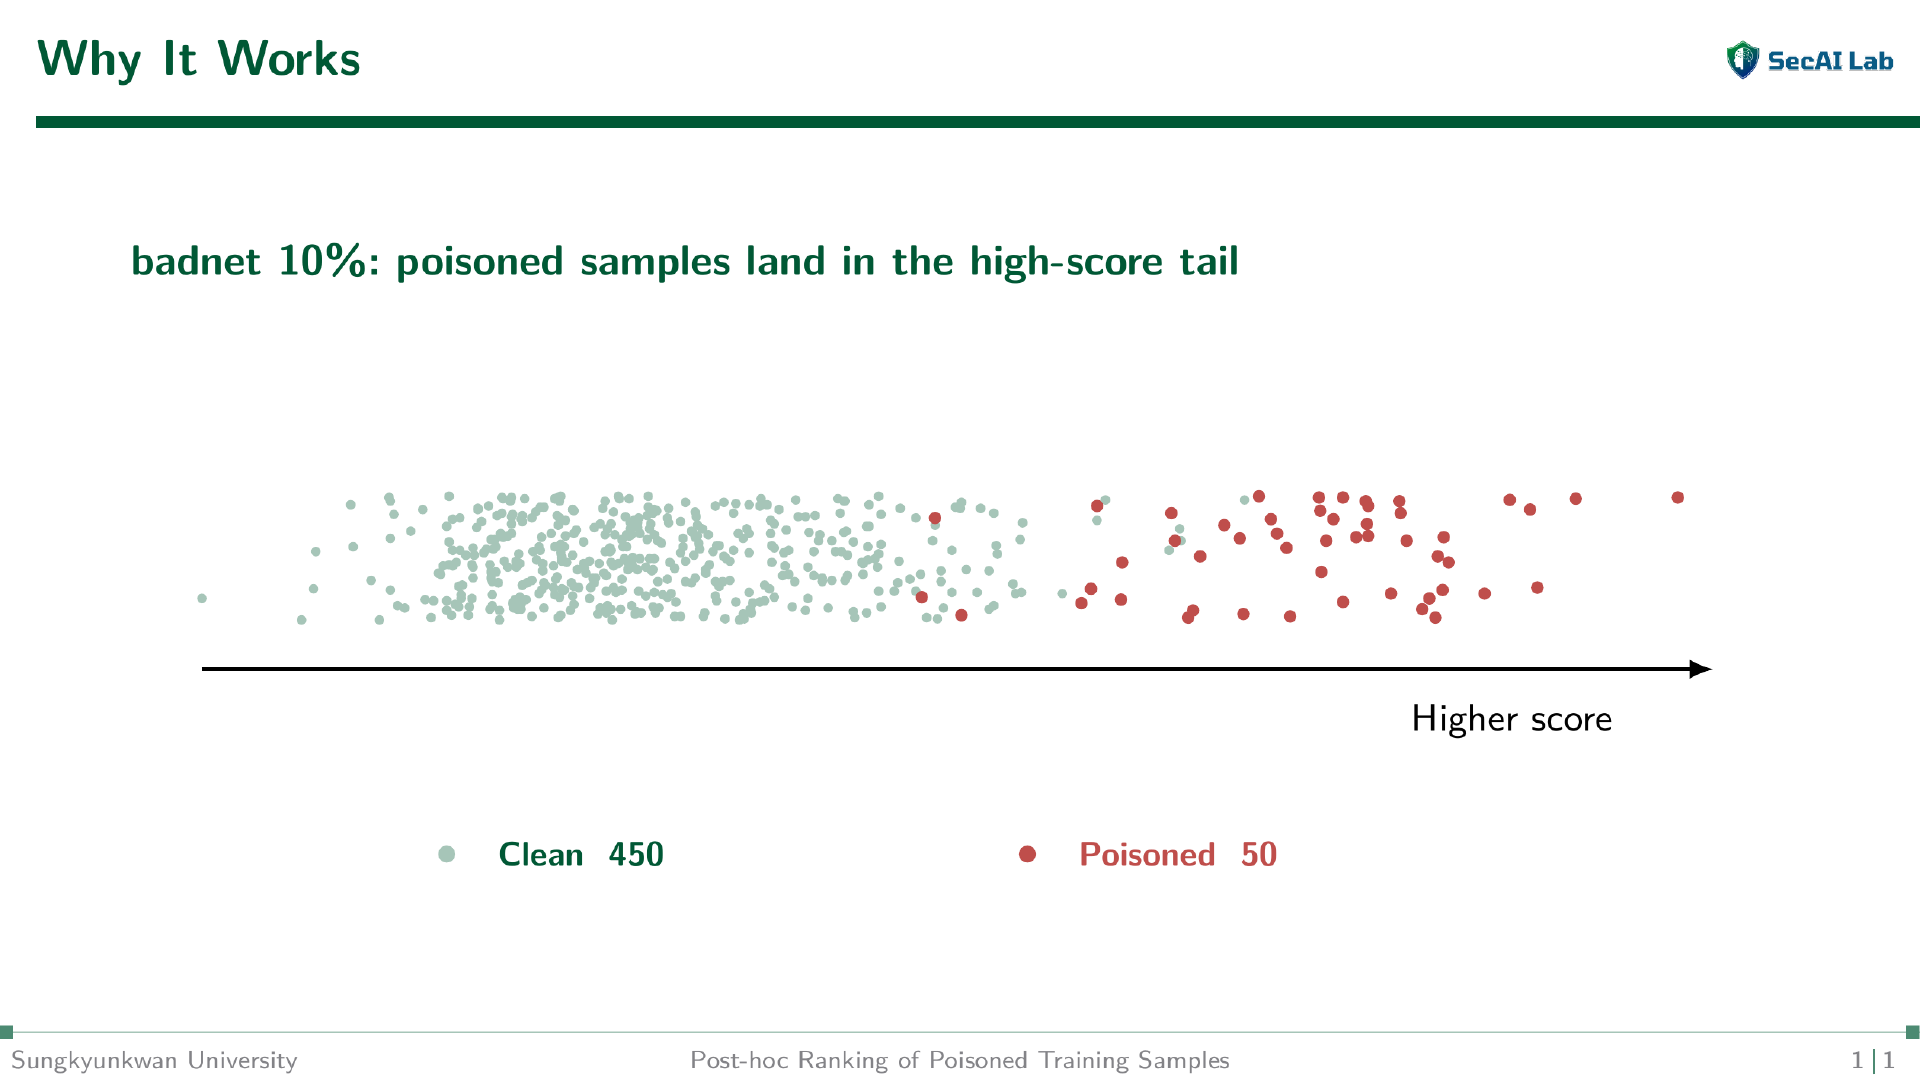 Why It Works
SecAI Lab
badnet 10%: poisoned samples land in the high-score tail
Higher score
Clean 450
Poisoned 50
Sungkyunkwan University
Post-hoc Ranking of Poisoned Training Samples
1 | 1